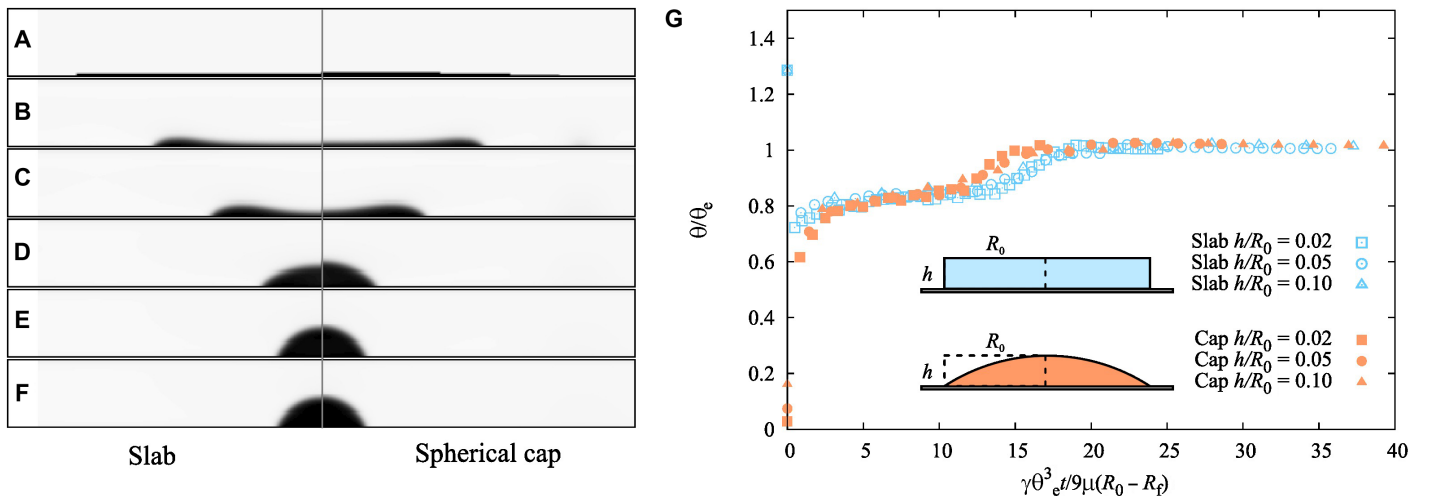 A
B
C
D
E
F
Slab
Spherical cap
G
θ/θe
1.4
1.2
1
0.8
0.6
0.4
0.2
0
0 5 10 15 20 25 30 35 40
γθ³e t/9μ(R0 − Rf)
R0
h
Slab h/R0 = 0.02
Slab h/R0 = 0.05
Slab h/R0 = 0.10
R0
h
Cap h/R0 = 0.02
Cap h/R0 = 0.05
Cap h/R0 = 0.10